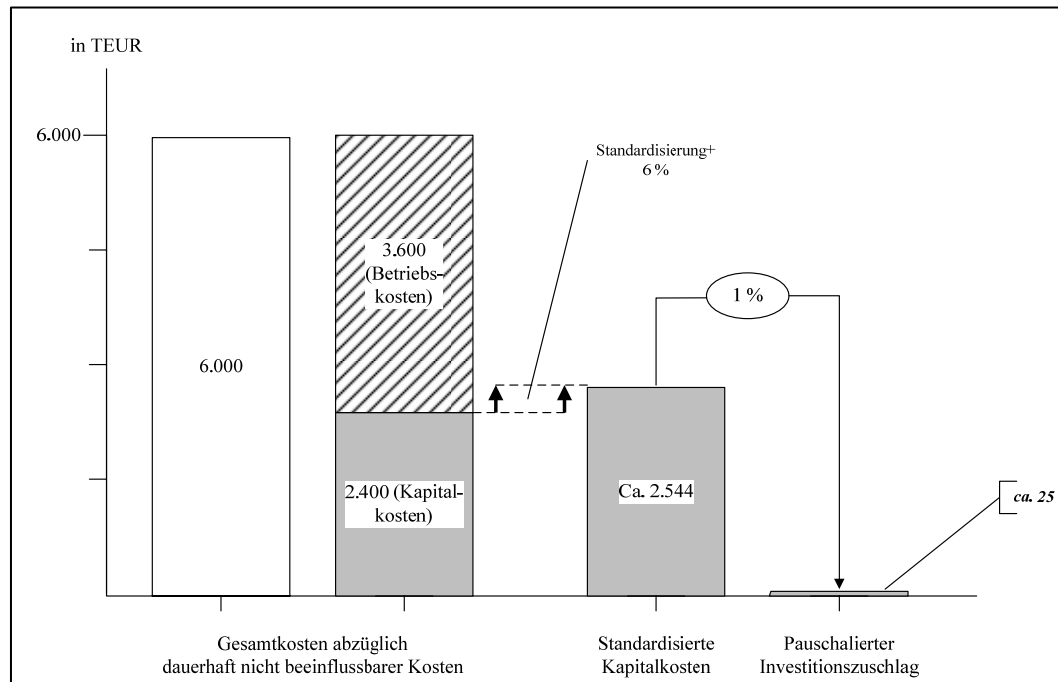 in TEUR
6.000
Standardisierung+
6 %
3.600
(Betriebs-
kosten)
1 %
6.000
2.400 (Kapital-
kosten)
Ca. 2.544
ca. 25
Gesamtkosten abzüglich
dauerhaft nicht beeinflussbarer Kosten
Standardisierte
Kapitalkosten
Pauschalierter
Investitionszuschlag